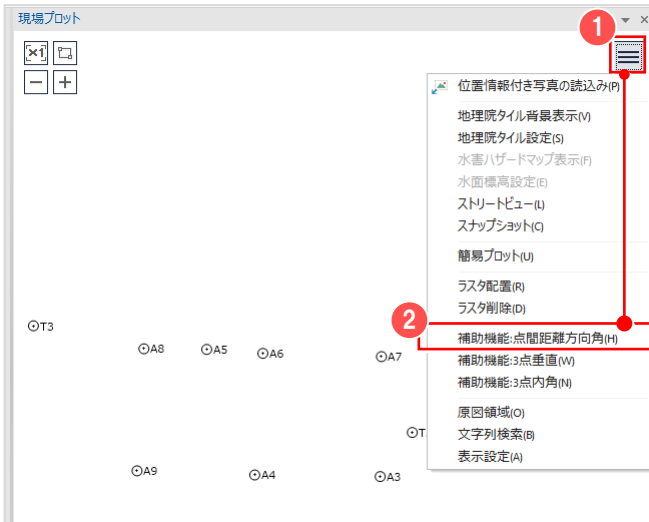 現場プロット
1
[×1]
位置情報付き写真の読込み(P)
地理院タイル背景表示(V)
地理院タイル設定(S)
水害ハザードマップ表示(F)
水面標高設定(E)
ストリートビュー(L)
スナップショット(C)
簡易プロット(U)
ラスタ配置(R)
ラスタ削除(D)
2
補助機能:点間距離方向角(H)
補助機能:3点垂直(W)
補助機能:3点内角(N)
原図領域(O)
文字列検索(B)
表示設定(A)
T3
A8
A5
A6
A7
T
A9
A4
A3